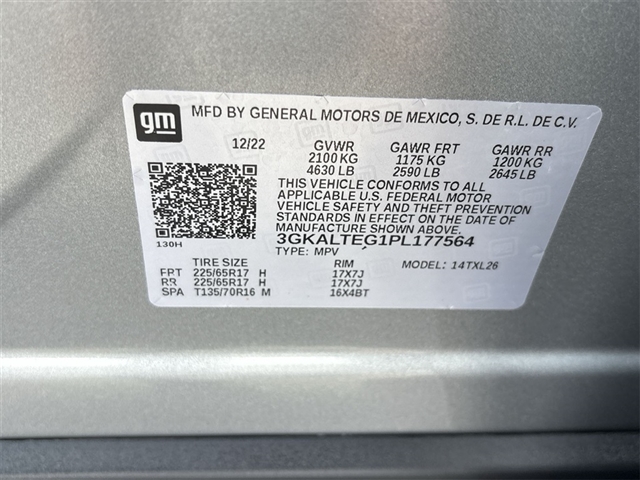 gm
MFD BY GENERAL MOTORS DE MEXICO, S. DE R.L. DE C.V.
12/22 GVWR GAWR FRT GAWR RR
2100 KG 1175 KG 1200 KG
4630 LB 2590 LB 2645 LB
THIS VEHICLE CONFORMS TO ALL
APPLICABLE U.S. FEDERAL MOTOR
VEHICLE SAFETY AND THEFT PREVENTION
STANDARDS IN EFFECT ON THE DATE OF
MANUFACTURE SHOWN ABOVE.
130H 3GKALTEG1PL177564
TYPE: MPV
TIRE SIZE RIM MODEL: 14TXL26
FRT 225/65R17 H 17X7J
RR 225/65R17 H 17X7J
SPA T135/70R16 M 16X4BT